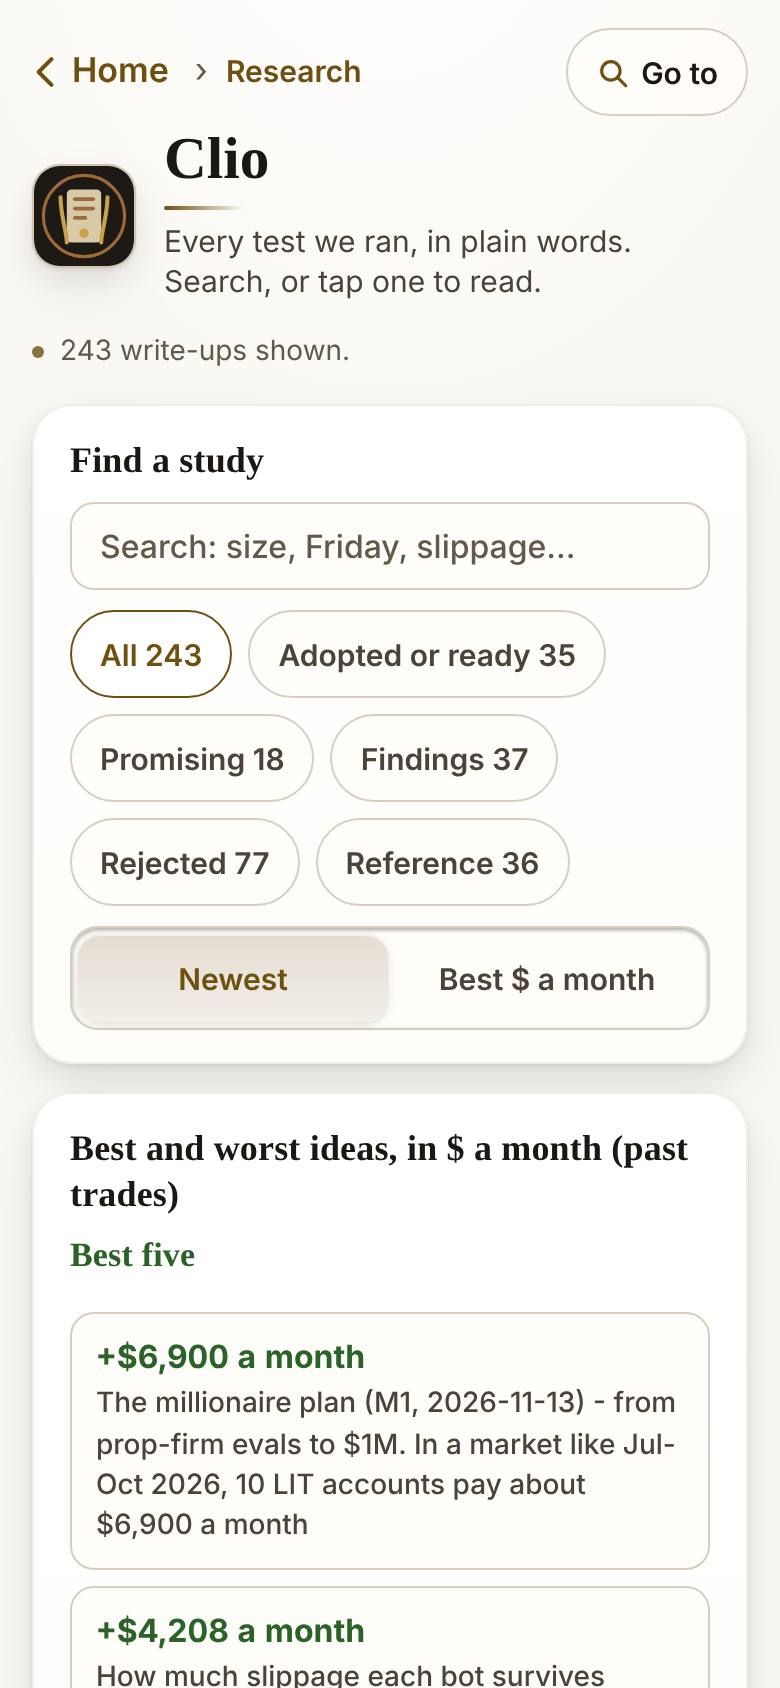 Home › Research
Go to
Clio
Every test we ran, in plain words.
Search, or tap one to read.
243 write-ups shown.
Find a study
Search: size, Friday, slippage...
All 243
Adopted or ready 35
Promising 18
Findings 37
Rejected 77
Reference 36
Newest
Best $ a month
Best and worst ideas, in $ a month (past
trades)
Best five
+$6,900 a month
The millionaire plan (M1, 2026-11-13) - from
prop-firm evals to $1M. In a market like Jul-
Oct 2026, 10 LIT accounts pay about
$6,900 a month
+$4,208 a month
How much slippage each bot survives